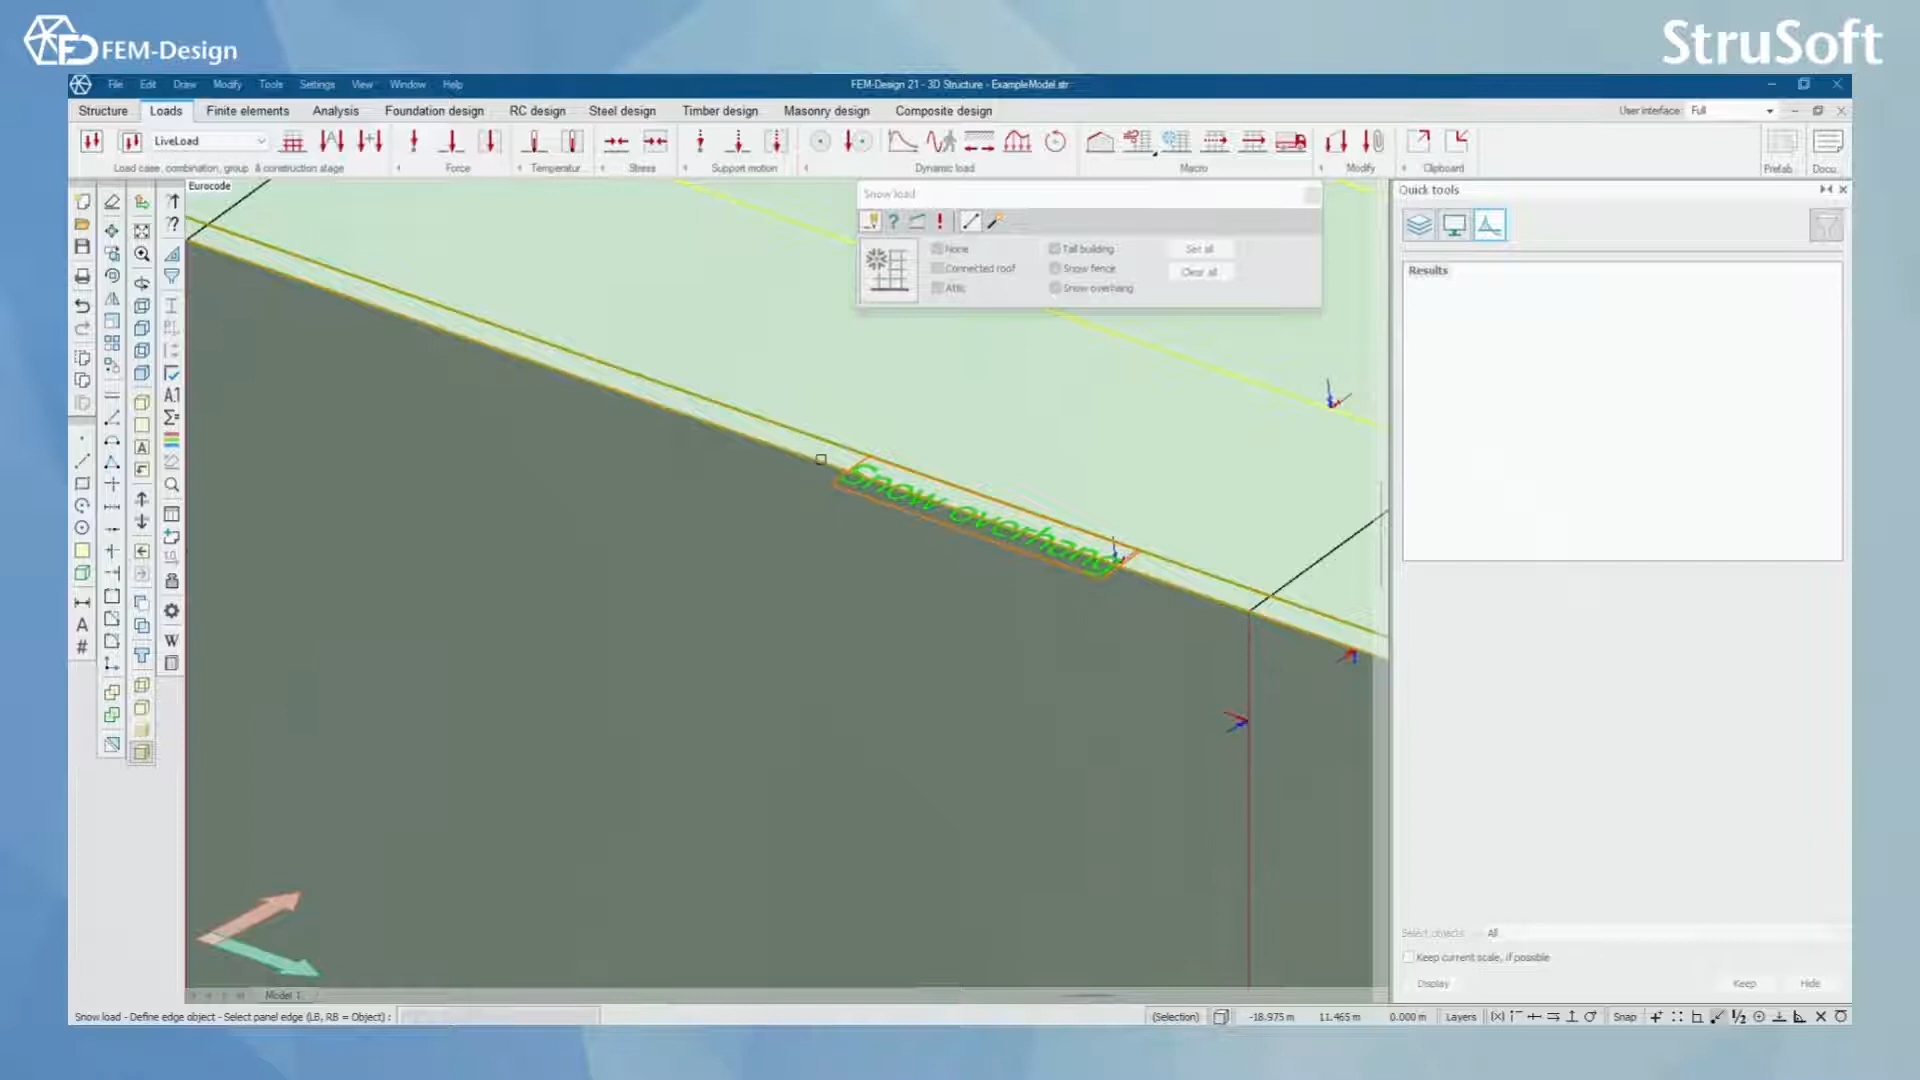 FEM-Design
StruSoft
File Edit Draw Modify Tools Settings View Window Help
FEM-Design 21 - 3D Structure - ExampleModel.str
Structure Loads Finite elements Analysis Foundation design RC design Steel design Timber design Masonry design Composite design
User interface: Full
LiveLoad
Load case, combination, group & construction stage
Force
Temperatur...
Stress
Support motion
Dynamic load
Macro
Modify
Clipboard
Prefab
Docu...
Eurocode
Snow load
None
Connected roof
Attic
Tall building
Snow fence
Snow overhang
Set all
Clear all
Quick tools
Results
Snow overhang
Select objects: All
Keep current scale, if possible
Display Keep Hide
Model 1
Snow load - Define edge object - Select panel edge (LB, RB = Object) :
(Selection) -18.975 m 11.465 m 0.000 m Layers Snap